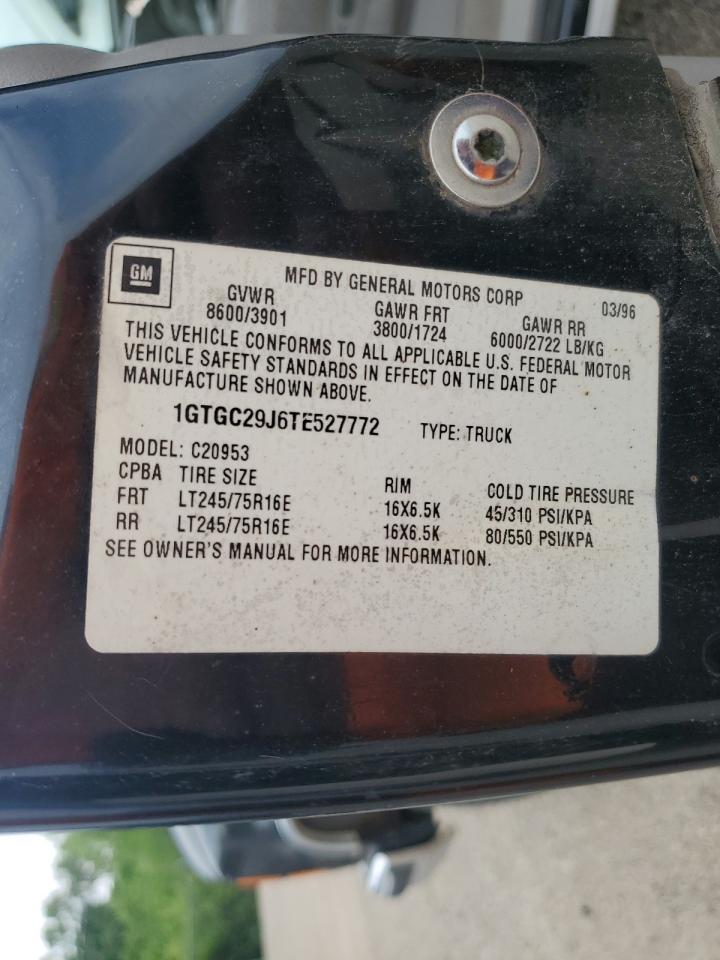 GM
MFD BY GENERAL MOTORS CORP 03/96
GVWR GAWR FRT GAWR RR
8600/3901 3800/1724 6000/2722 LB/KG
THIS VEHICLE CONFORMS TO ALL APPLICABLE U.S. FEDERAL MOTOR
VEHICLE SAFETY STANDARDS IN EFFECT ON THE DATE OF
MANUFACTURE SHOWN ABOVE.
1GTGC29J6TE527772 TYPE: TRUCK
MODEL: C20953
CPBA TIRE SIZE RIM COLD TIRE PRESSURE
FRT LT245/75R16E 16X6.5K 45/310 PSI/KPA
RR LT245/75R16E 16X6.5K 80/550 PSI/KPA
SEE OWNER'S MANUAL FOR MORE INFORMATION.